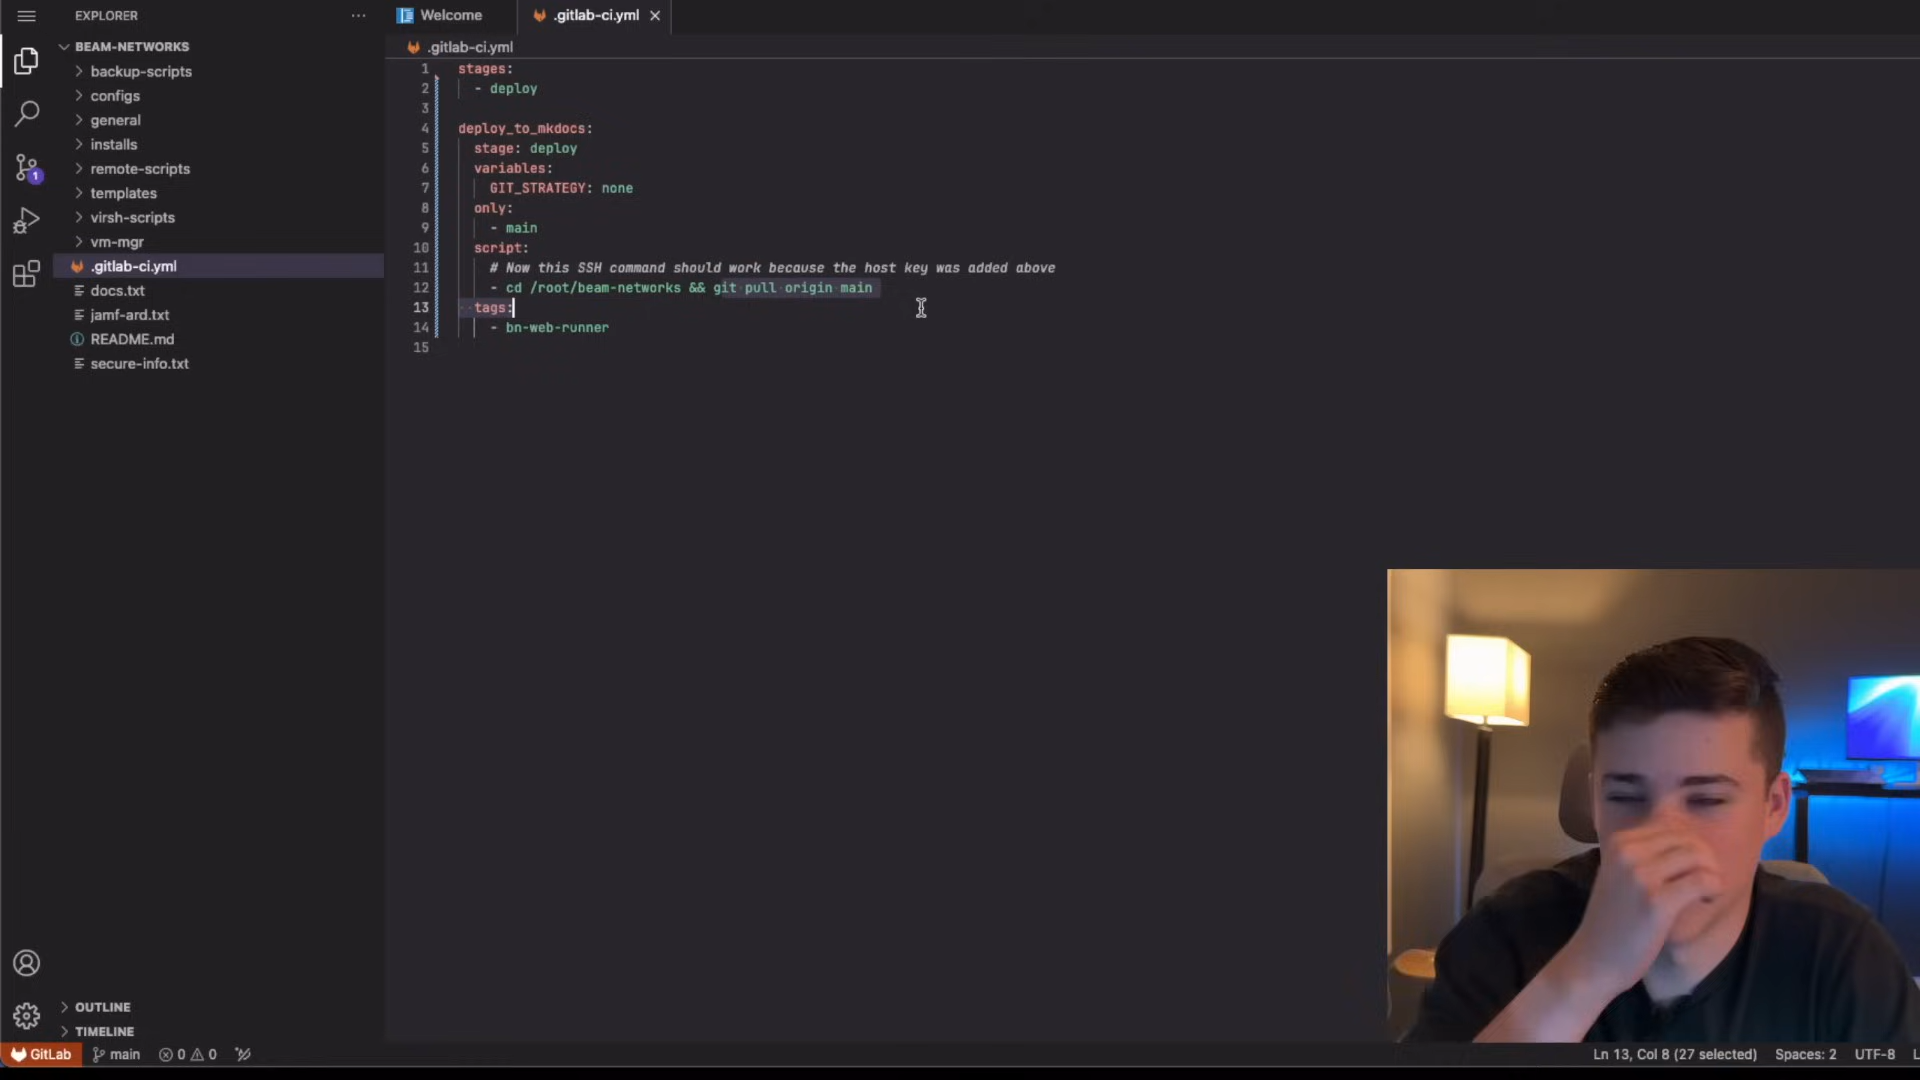 EXPLORER
BEAM-NETWORKS
backup-scripts
configs
general
installs
remote-scripts
templates
virsh-scripts
vm-mgr
.gitlab-ci.yml
docs.txt
jamf-ard.txt
README.md
secure-info.txt
1
OUTLINE
TIMELINE
Welcome
.gitlab-ci.yml
.gitlab-ci.yml
1 stages:
2 - deploy
3
4 deploy_to_mkdocs:
5 stage: deploy
6 variables:
7 GIT_STRATEGY: none
8 only:
9 - main
10 script:
11 # Now this SSH command should work because the host key was added above
12 - cd /root/beam-networks && git pull origin main
13 tags:
14 - bn-web-runner
15
GitLab main 0 0 Ln 13, Col 8 (27 selected) Spaces: 2 UTF-8 L